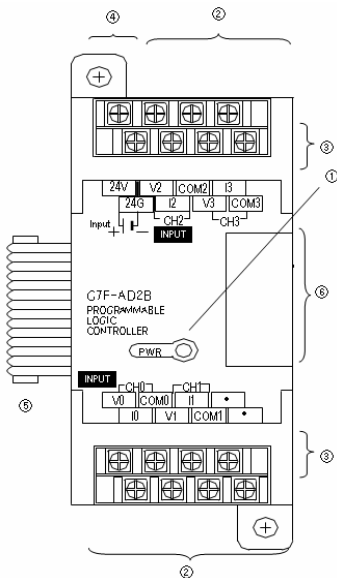 ④ ②
③
24V V2 COM2 I3
24G I2 V3 COM3
①
Input + − CH2 CH3
INPUT
⑥
G7F-AD2B
PROGRAMMABLE
LOGIC
CONTROLLER
PWR
INPUT
⑤
CH0 CH1
V0 COM0 I1 •
I0 V1 COM1 •
③
②